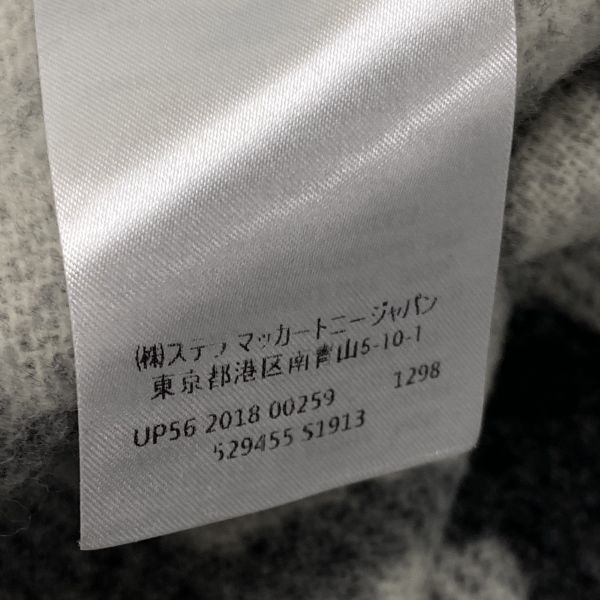 (株)ステラ マッカートニージャパン
東京都港区南青山5-10-1
UP56 2018 00259 1298
529455 S1913